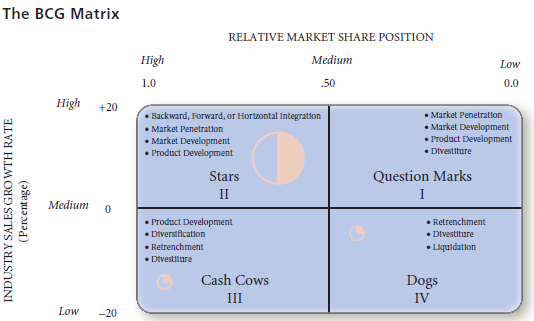 The BCG Matrix
RELATIVE MARKET SHARE POSITION
High Medium Low
1.0 .50 0.0
INDUSTRY SALES GROWTH RATE
(Percentage)
High +20
Medium 0
Low –20
• Backward, Forward, or Horizontal Integration
• Market Penetration
• Market Development
• Product Development
Stars
II
• Market Penetration
• Market Development
• Product Development
• Divestiture
Question Marks
I
• Product Development
• Diversification
• Retrenchment
• Divestiture
Cash Cows
III
• Retrenchment
• Divestiture
• Liquidation
Dogs
IV